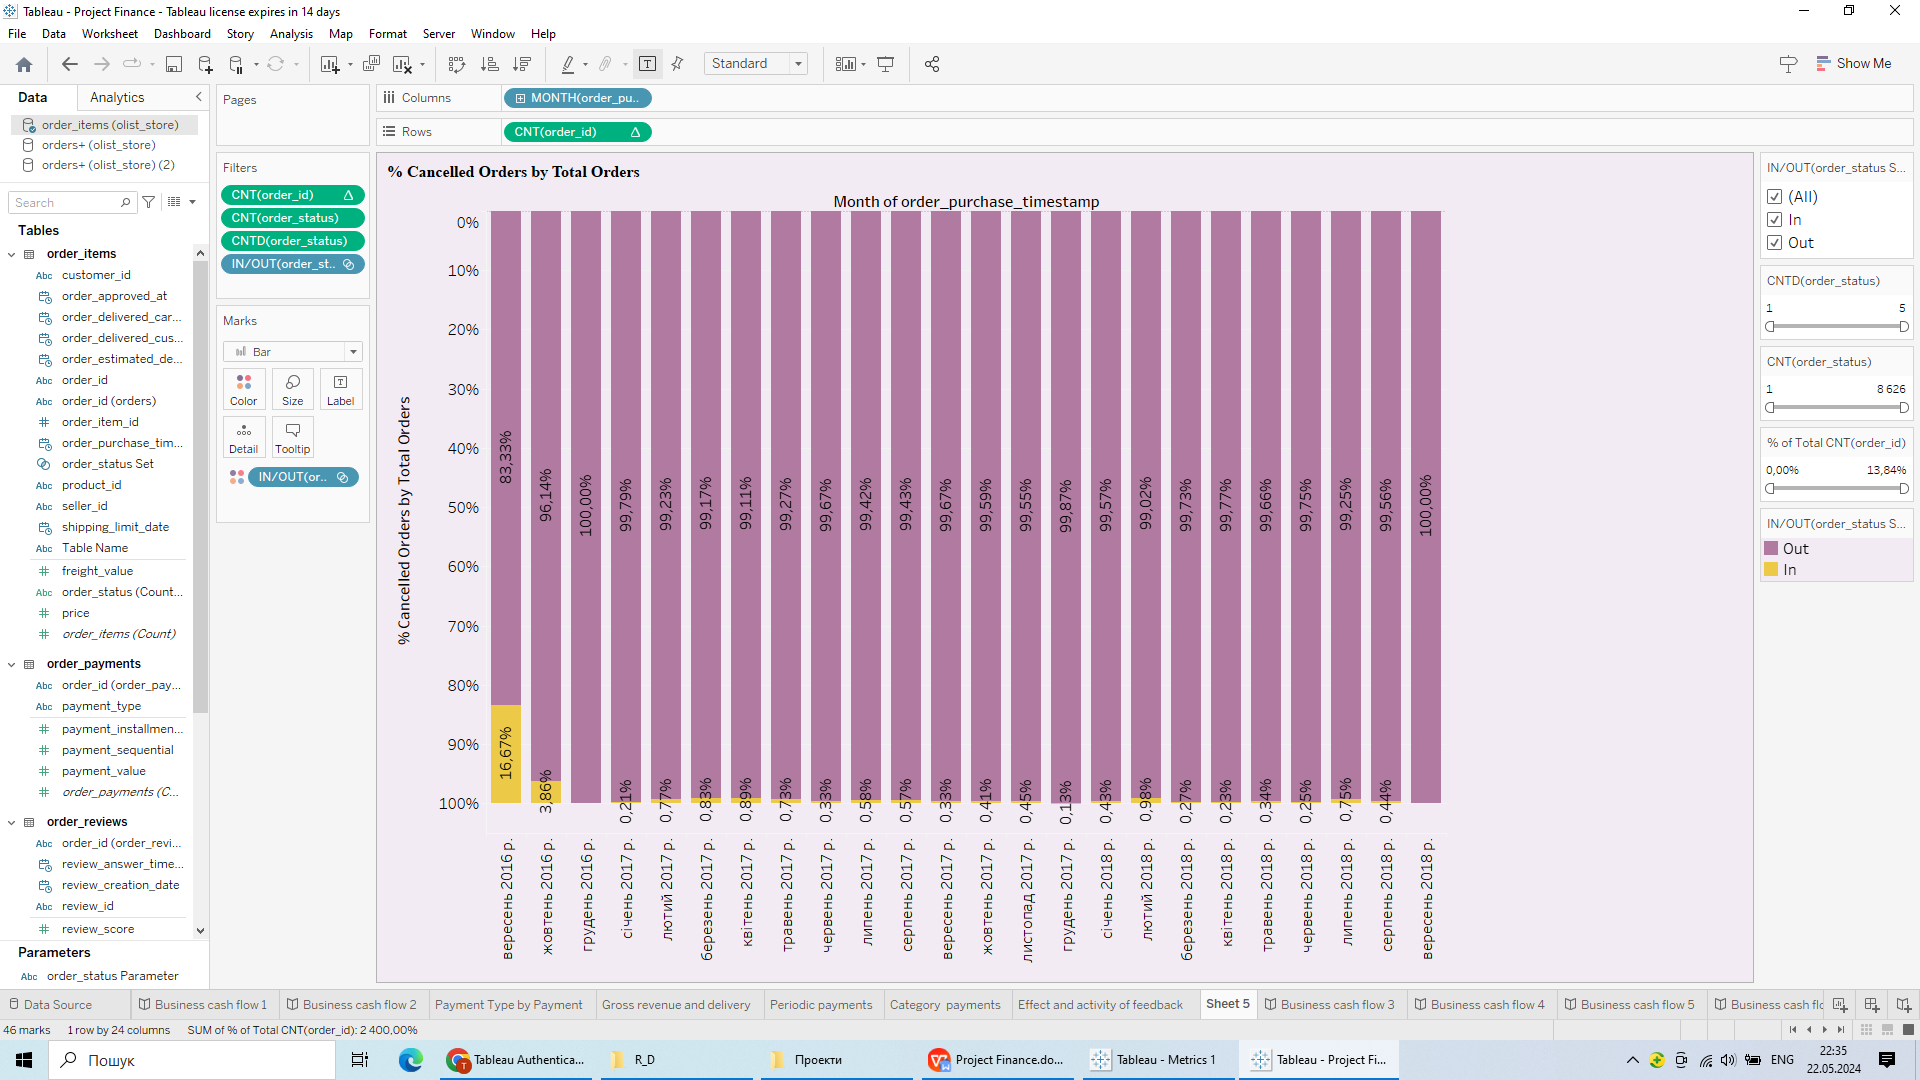 Tableau - Project Finance - Tableau license expires in 14 days
File Data Worksheet Dashboard Story Analysis Map Format Server Window Help
Standard
Show Me
Data Analytics
order_items (olist_store)
orders+ (olist_store)
orders+ (olist_store) (2)
Search
Tables
order_items
Abc customer_id
order_approved_at
order_delivered_car...
order_delivered_cus...
order_estimated_de...
Abc order_id
Abc order_id (orders)
order_item_id
order_purchase_tim...
order_status Set
Abc product_id
Abc seller_id
shipping_limit_date
Abc Table Name
freight_value
Abc order_status (Count...
price
order_items (Count)
order_payments
Abc order_id (order_pay...
Abc payment_type
payment_installmen...
payment_sequential
payment_value
order_payments (C...
order_reviews
Abc order_id (order_revi...
review_answer_time...
review_creation_date
Abc review_id
review_score
Parameters
Abc order_status Parameter
Pages
Filters
CNT(order_id)
CNT(order_status)
CNTD(order_status)
IN/OUT(order_st..
Marks
Bar
Color Size Label
Detail Tooltip
IN/OUT(or..
Columns
MONTH(order_pu..
Rows
CNT(order_id)
% Cancelled Orders by Total Orders
Month of order_purchase_timestamp
% Cancelled Orders by Total Orders
0%
10%
20%
30%
40%
50%
60%
70%
80%
90%
100%
83,33%
96,14%
100,00%
99,79%
99,23%
99,17%
99,11%
99,27%
99,67%
99,42%
99,43%
99,67%
99,59%
99,55%
99,87%
99,57%
99,02%
99,73%
99,77%
99,66%
99,75%
99,25%
99,56%
100,00%
16,67%
3,86%
0,21%
0,77%
0,83%
0,89%
0,73%
0,33%
0,58%
0,57%
0,33%
0,41%
0,45%
0,13%
0,43%
0,98%
0,27%
0,23%
0,34%
0,25%
0,75%
0,44%
вересень 2016 р.
жовтень 2016 р.
грудень 2016 р.
січень 2017 р.
лютий 2017 р.
березень 2017 р.
квітень 2017 р.
травень 2017 р.
червень 2017 р.
липень 2017 р.
серпень 2017 р.
вересень 2017 р.
жовтень 2017 р.
листопад 2017 р.
грудень 2017 р.
січень 2018 р.
лютий 2018 р.
березень 2018 р.
квітень 2018 р.
травень 2018 р.
червень 2018 р.
липень 2018 р.
серпень 2018 р.
вересень 2018 р.
IN/OUT(order_status S...
(All)
In
Out
CNTD(order_status)
1 5
CNT(order_status)
1 8 626
% of Total CNT(order_id)
0,00% 13,84%
IN/OUT(order_status S...
Out
In
Data Source Business cash flow 1 Business cash flow 2 Payment Type by Payment Gross revenue and delivery Periodic payments Category payments Effect and activity of feedback Sheet 5 Business cash flow 3 Business cash flow 4 Business cash flow 5 Business cash flo
46 marks 1 row by 24 columns SUM of % of Total CNT(order_id): 2 400,00%
Пошук
Tableau Authentica...
R_D
Проекти
Project Finance.do...
Tableau - Metrics 1
Tableau - Project Fi...
ENG
22:35
22.05.2024